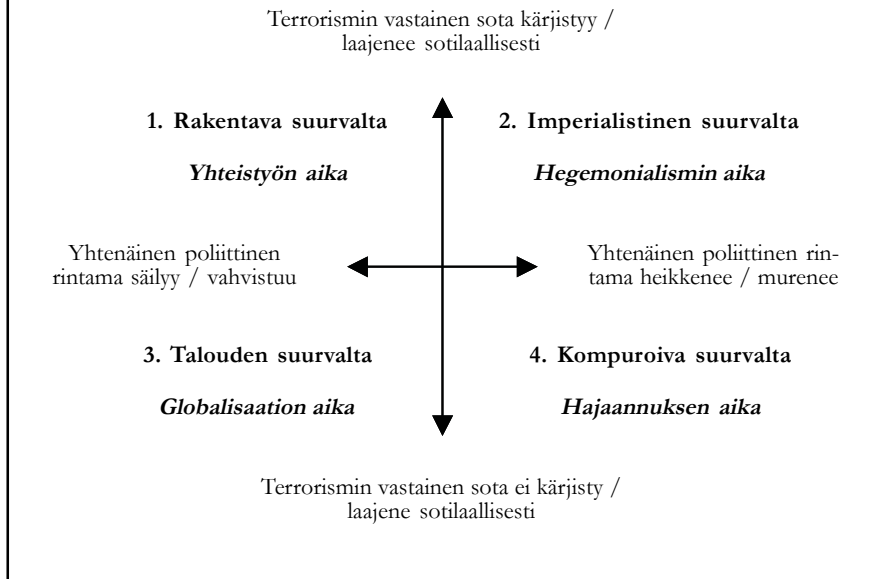 Terrorismin vastainen sota kärjistyy /
laajenee sotilaallisesti
1. Rakentava suurvalta
2. Imperialistinen suurvalta
Yhteistyön aika
Hegemonialismin aika
Yhtenäinen poliittinen
rintama säilyy / vahvistuu
Yhtenäinen poliittinen rin-
tama heikkenee / murenee
3. Talouden suurvalta
4. Kompuroiva suurvalta
Globalisaation aika
Hajaannuksen aika
Terrorismin vastainen sota ei kärjisty /
laajene sotilaallisesti